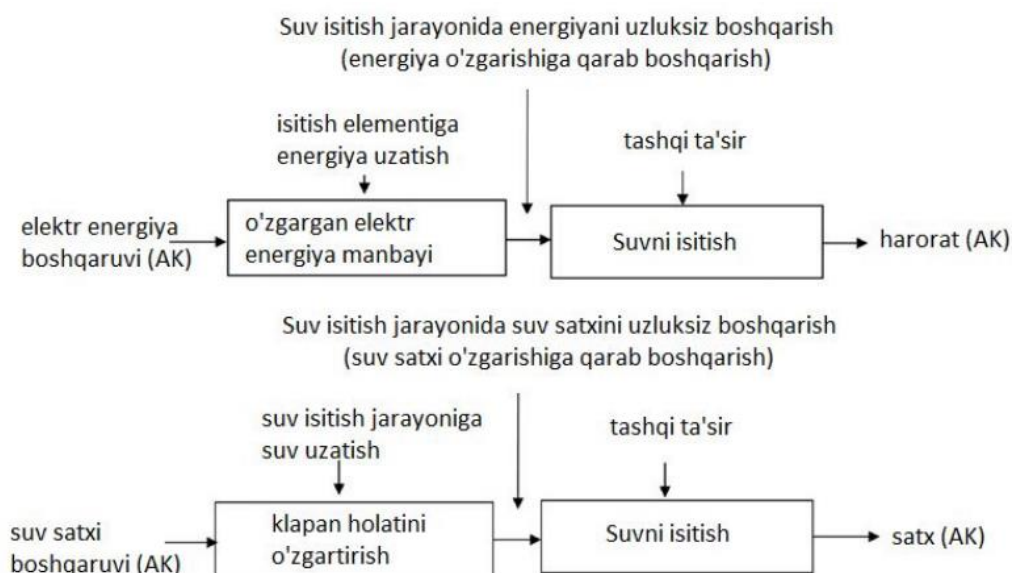 Suv isitish jarayonida energiyani uzluksiz boshqarish
(energiya o'zgarishiga qarab boshqarish)
isitish elementiga
energiya uzatish
tashqi ta'sir
elektr energiya
boshqaruvi (AK)
o'zgargan elektr
energiya manbayi
Suvni isitish
harorat (AK)
Suv isitish jarayonida suv satxini uzluksiz boshqarish
(suv satxi o'zgarishiga qarab boshqarish)
suv isitish jarayoniga
suv uzatish
tashqi ta'sir
suv satxi
boshqaruvi (AK)
klapan holatini
o'zgartirish
Suvni isitish
satx (AK)